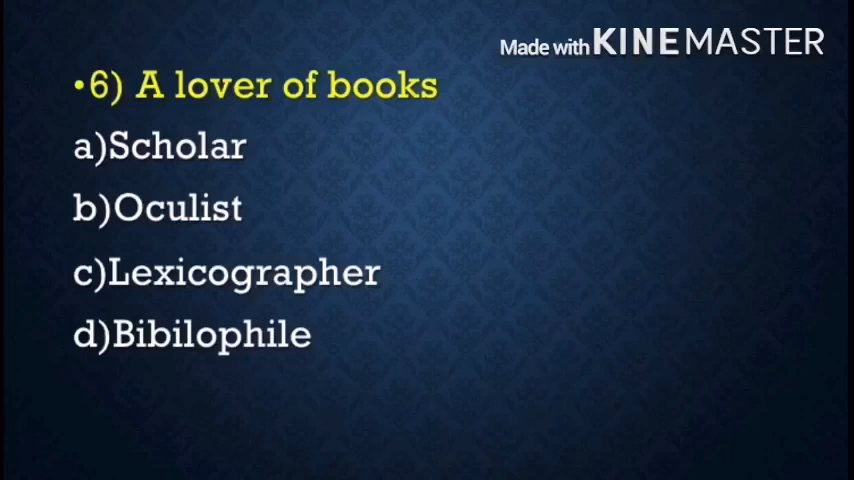 Made with KINEMASTER
•6) A lover of books
a)Scholar
b)Oculist
c)Lexicographer
d)Bibilophile